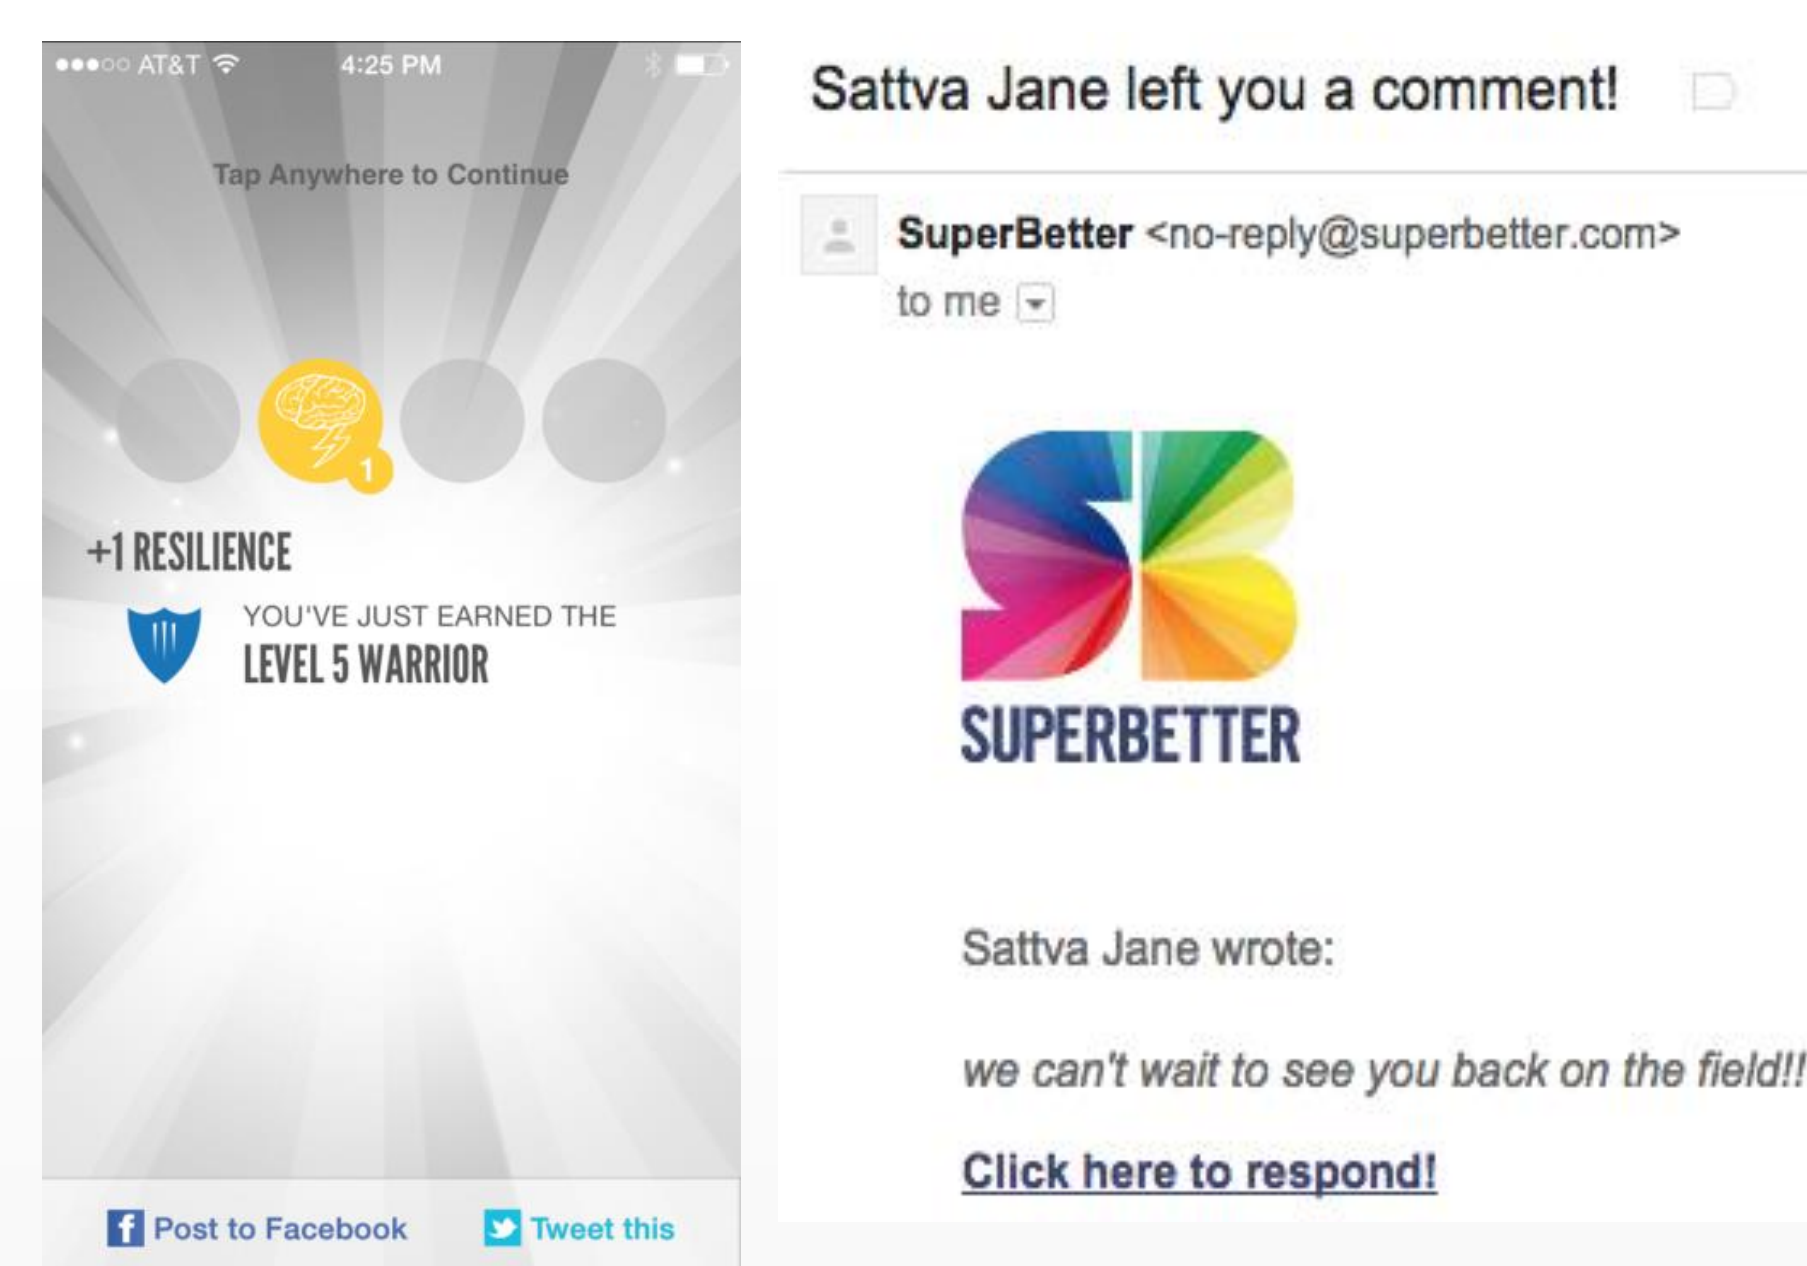 AT&T 4:25 PM
Tap Anywhere to Continue
1
+1 RESILIENCE
YOU'VE JUST EARNED THE
LEVEL 5 WARRIOR
Post to Facebook Tweet this
Sattva Jane left you a comment!
SuperBetter <no-reply@superbetter.com>
to me
SB
SUPERBETTER
Sattva Jane wrote:
we can't wait to see you back on the field!!
Click here to respond!